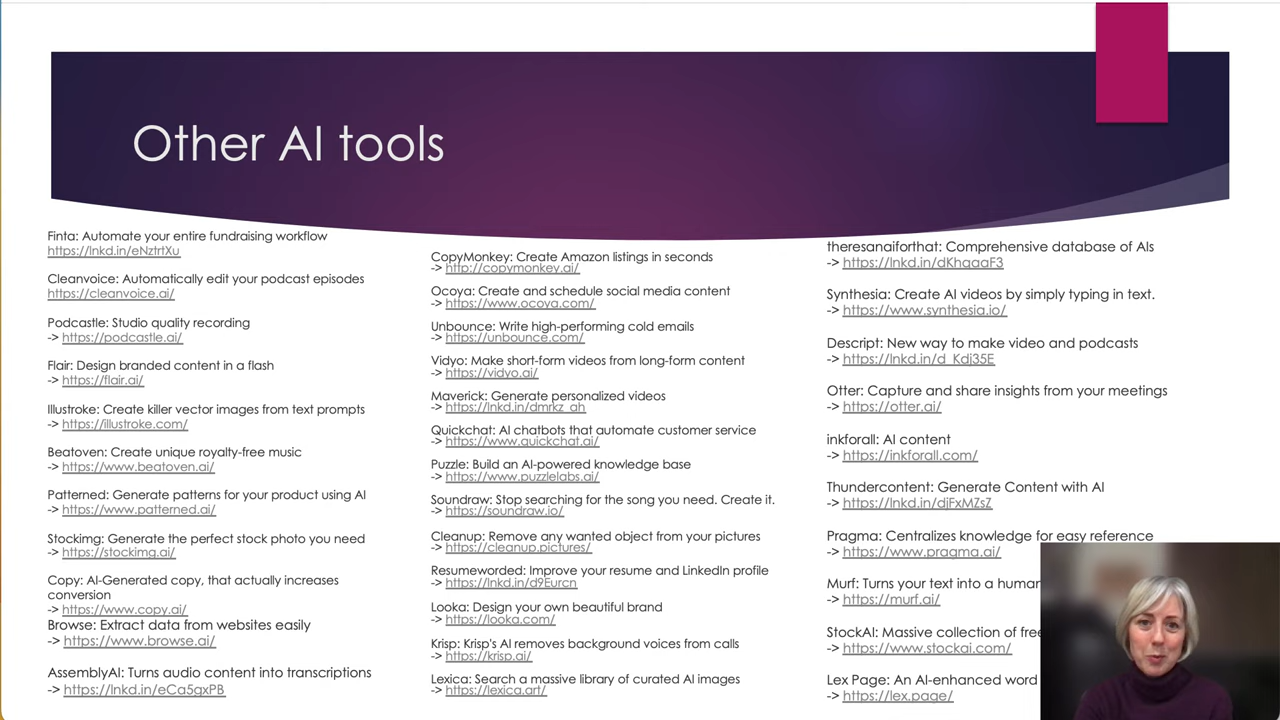 Other AI tools
Finta: Automate your entire fundraising workflow
https://lnkd.in/eNztrtXu
Cleanvoice: Automatically edit your podcast episodes
https://cleanvoice.ai/
Podcastle: Studio quality recording
-> https://podcastle.ai/
Flair: Design branded content in a flash
-> https://flair.ai/
Illustroke: Create killer vector images from text prompts
-> https://illustroke.com/
Beatoven: Create unique royalty-free music
-> https://www.beatoven.ai/
Patterned: Generate patterns for your product using AI
-> https://www.patterned.ai/
Stockimg: Generate the perfect stock photo you need
-> https://stockimg.ai/
Copy: AI-Generated copy, that actually increases
conversion
-> https://www.copy.ai/
Browse: Extract data from websites easily
-> https://www.browse.ai/
AssemblyAI: Turns audio content into transcriptions
-> https://lnkd.in/eCa5gxPB
CopyMonkey: Create Amazon listings in seconds
-> http://copymonkey.ai/
Ocoya: Create and schedule social media content
-> https://www.ocoya.com/
Unbounce: Write high-performing cold emails
-> https://unbounce.com/
Vidyo: Make short-form videos from long-form content
-> https://vidyo.ai/
Maverick: Generate personalized videos
-> https://lnkd.in/dmrkz_ah
Quickchat: AI chatbots that automate customer service
-> https://www.quickchat.ai/
Puzzle: Build an AI-powered knowledge base
-> https://www.puzzlelabs.ai/
Soundraw: Stop searching for the song you need. Create it.
-> https://soundraw.io/
Cleanup: Remove any wanted object from your pictures
-> https://cleanup.pictures/
Resumeworded: Improve your resume and LinkedIn profile
-> https://lnkd.in/d9Eurcn
Looka: Design your own beautiful brand
-> https://looka.com/
Krisp: Krisp's AI removes background voices from calls
-> https://krisp.ai/
Lexica: Search a massive library of curated AI images
-> https://lexica.art/
theresanaiforthat: Comprehensive database of AIs
-> https://lnkd.in/dKhqaaF3
Synthesia: Create AI videos by simply typing in text.
-> https://www.synthesia.io/
Descript: New way to make video and podcasts
-> https://lnkd.in/d_Kdj35E
Otter: Capture and share insights from your meetings
-> https://otter.ai/
inkforall: AI content
-> https://inkforall.com/
Thundercontent: Generate Content with AI
-> https://lnkd.in/djFxMZsZ
Pragma: Centralizes knowledge for easy reference
-> https://www.pragma.ai/
Murf: Turns your text into a human
-> https://murf.ai/
StockAI: Massive collection of free
-> https://www.stockai.com/
Lex Page: An AI-enhanced word
-> https://lex.page/